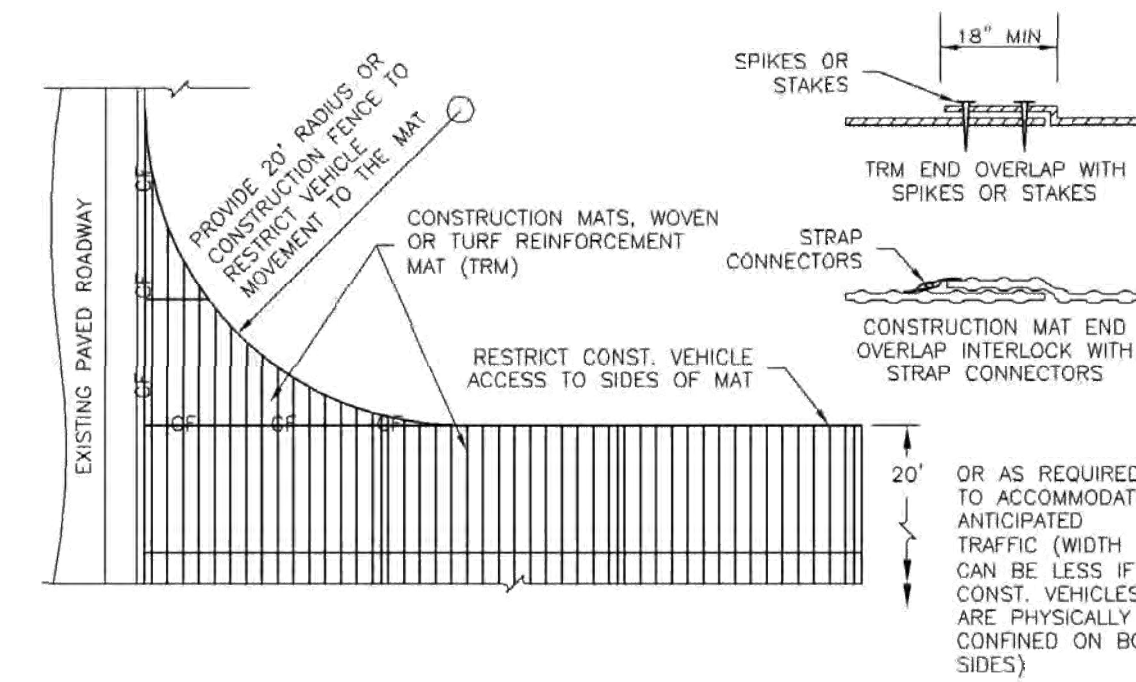 PROVIDE 20' RADIUS OR
CONSTRUCTION FENCE TO
RESTRICT VEHICLE
MOVEMENT TO THE MAT
EXISTING PAVED ROADWAY
CF
CF
CF
CF
CF
CF
CONSTRUCTION MATS, WOVEN
OR TURF REINFORCEMENT
MAT (TRM)
RESTRICT CONST. VEHICLE
ACCESS TO SIDES OF MAT
18" MIN
SPIKES OR
STAKES
TRM END OVERLAP WITH
SPIKES OR STAKES
STRAP
CONNECTORS
CONSTRUCTION MAT END
OVERLAP INTERLOCK WITH
STRAP CONNECTORS
20'
OR AS REQUIRED
TO ACCOMMODAT
ANTICIPATED
TRAFFIC (WIDTH
CAN BE LESS IF
CONST. VEHICLES
ARE PHYSICALLY
CONFINED ON BO
SIDES)